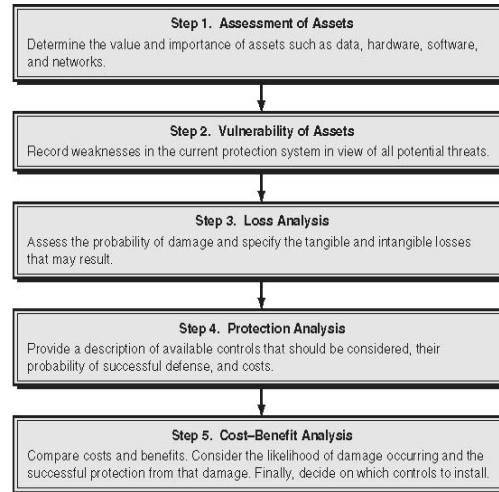 Step 1. Assessment of Assets
Determine the value and importance of assets such as data, hardware, software,
and networks.
Step 2. Vulnerability of Assets
Record weaknesses in the current protection system in view of all potential threats.
Step 3. Loss Analysis
Assess the probability of damage and specify the tangible and intangible losses
that may result.
Step 4. Protection Analysis
Provide a description of available controls that should be considered, their
probability of successful defense, and costs.
Step 5. Cost–Benefit Analysis
Compare costs and benefits. Consider the likelihood of damage occurring and the
successful protection from that damage. Finally, decide on which controls to install.